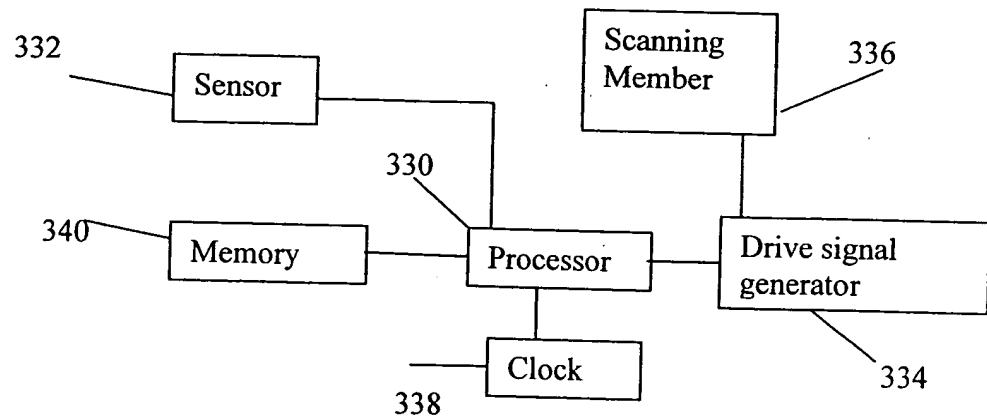 332
Sensor
Scanning
Member
336
330
340
Memory
Processor
Drive signal
generator
Clock
338
334